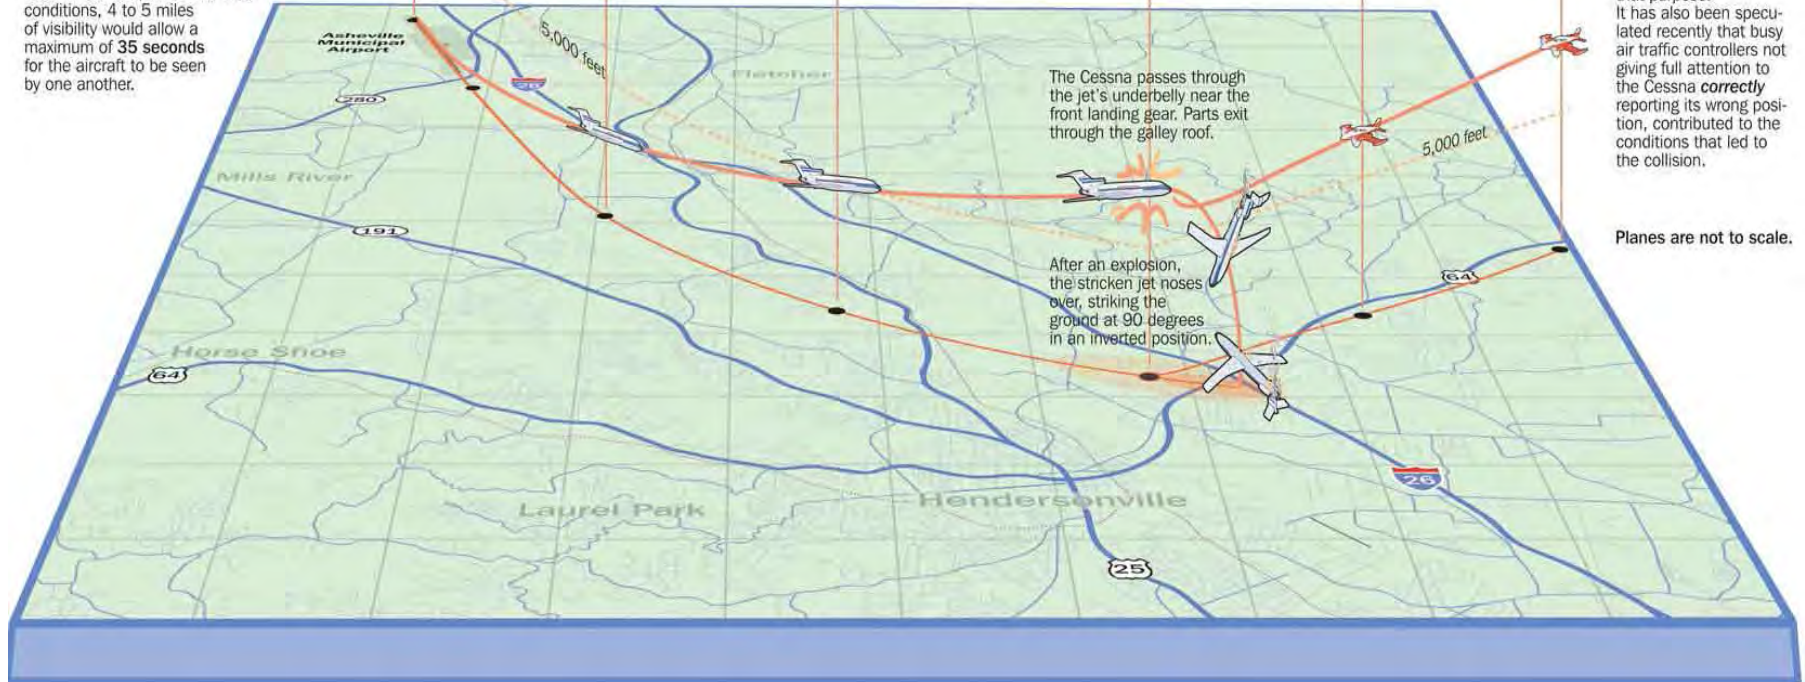 conditions, 4 to 5 miles
of visibility would allow a
maximum of 35 seconds
for the aircraft to be seen
by one another.
Asheville
Municipal
Airport
5,000 feet
26
Fletcher
280
Mills River
191
Horse Shoe
64
The Cessna passes through
the jet's underbelly near the
front landing gear. Parts exit
through the galley roof.
5,000 feet
After an explosion,
the stricken jet noses
over, striking the
ground at 90 degrees
in an inverted position.
64
Laurel Park
Hendersonville
26
25
It has also been specu-
lated recently that busy
air traffic controllers not
giving full attention to
the Cessna correctly
reporting its wrong posi-
tion, contributed to the
conditions that led to
the collision.
Planes are not to scale.